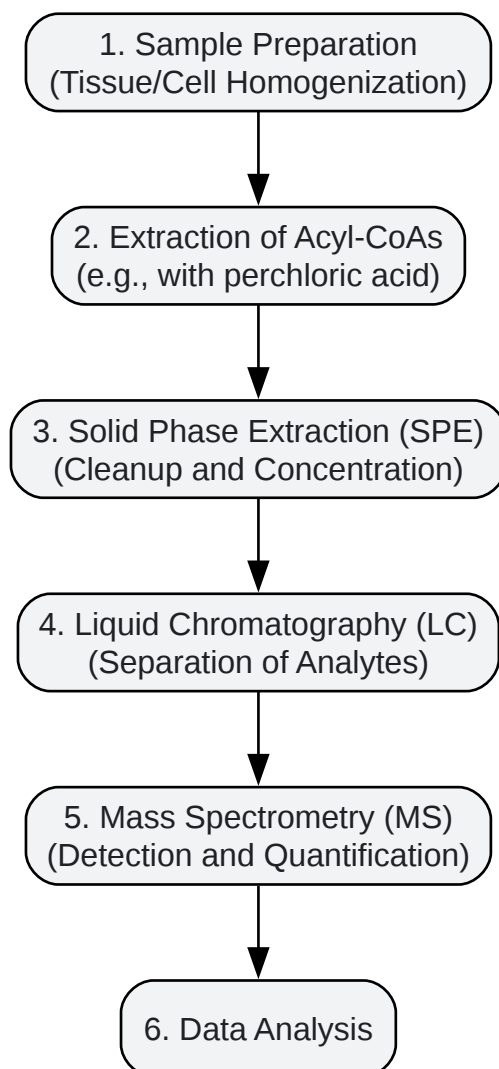 1. Sample Preparation
(Tissue/Cell Homogenization)
2. Extraction of Acyl-CoAs
(e.g., with perchloric acid)
3. Solid Phase Extraction (SPE)
(Cleanup and Concentration)
4. Liquid Chromatography (LC)
(Separation of Analytes)
5. Mass Spectrometry (MS)
(Detection and Quantification)
6. Data Analysis